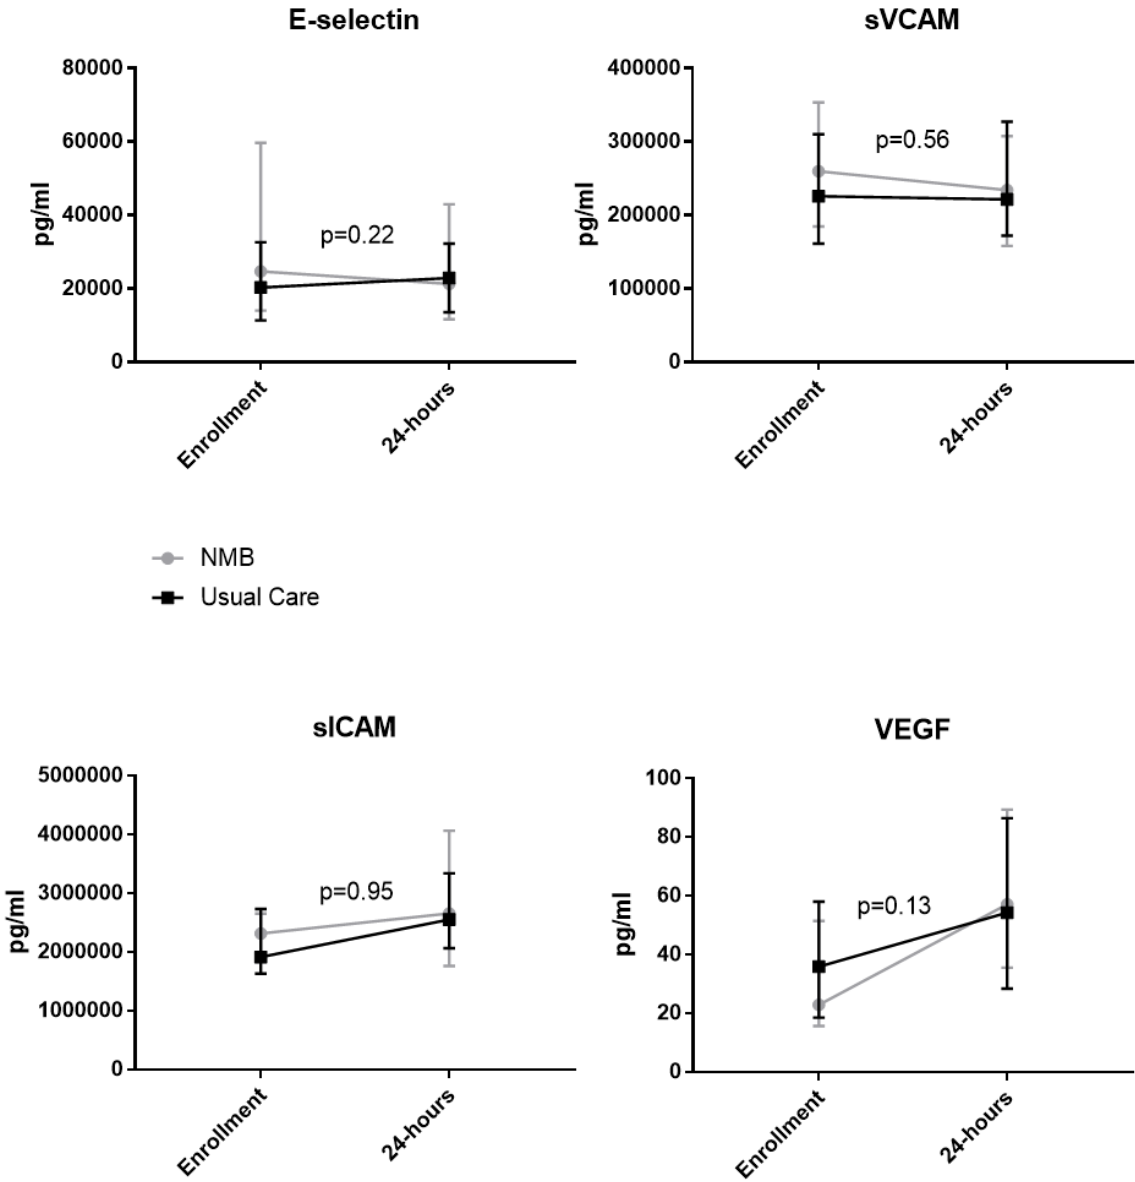 E-selectin
80000
60000
40000
20000
0
pg/ml
p=0.22
Enrollment
24-hours
sVCAM
400000
300000
200000
100000
0
pg/ml
p=0.56
Enrollment
24-hours
NMB
Usual Care
sICAM
5000000
4000000
3000000
2000000
1000000
0
pg/ml
p=0.95
Enrollment
24-hours
VEGF
100
80
60
40
20
0
pg/ml
p=0.13
Enrollment
24-hours